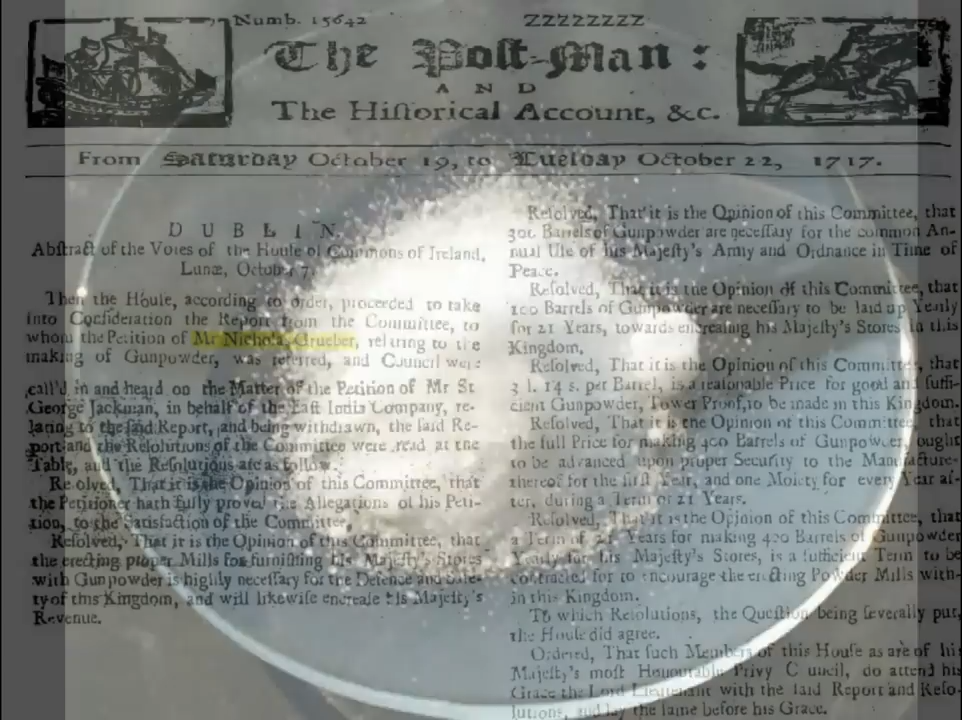 Numb. 15642
ZZZZZZZZ
The Poſt-Man:
AND
The Hiſtorical Account, &c.
From Saturday October 19, to Tueſday October 22, 1717.
DUBLIN,
Abſtract of the Votes of the Houſe of Commons of Ireland,
Lunæ, October 7.
Then the Houſe, according to order, proceeded to take
into Conſideration the Report from the Committee, to
whom the Petition of Mr Nicholas Grueber, relating to the
making of Gunpowder, was referred, and Council were
call'd in and heard on the Matter of the Petition of Mr St
George Jackman, in behalf of the Eaſt India Company, re-
lating to the ſaid Report, and being withdrawn, the ſaid Re-
port and the Reſolutions of the Committee were read at the
Table, and the Reſolutions are as follow.
Reſolved, That it is the Opinion of this Committee, that
the Petitioner hath fully proved the Allegations of his Peti-
tion, to the Satisfaction of the Committee.
Reſolved, That it is the Opinion of this Committee, that
the erecting proper Mills for furniſhing his Majeſty's Stores
with Gunpowder is highly neceſſary for the Defence and Safe-
ty of this Kingdom, and will likewiſe encreaſe his Majeſty's
Revenue.
Reſolved, That it is the Opinion of this Committee, that
300 Barrels of Gunpowder are neceſſary for the common An-
nual Uſe of his Majeſty's Army and Ordnance in Time of
Peace.
Reſolved, That it is the Opinion of this Committee, that
100 Barrels of Gunpowder are neceſſary to be laid up Yearly
for 21 Years, towards encreaſing his Majeſty's Stores in this
Kingdom.
Reſolved, That it is the Opinion of this Committee, that
3 l. 14 s. per Barrel, is a reaſonable Price for good and ſuffi-
cient Gunpowder, Tower Proof, to be made in this Kingdom.
Reſolved, That it is the Opinion of this Committee, that
the full Price for making 400 Barrels of Gunpowder ought
to be advanced upon proper Security to the Manufacture-
thereof for the firſt Year, and one Moiety for every Year af-
ter, during a Term of 21 Years.
Reſolved, That it is the Opinion of this Committee, that
a Term of 21 Years for making 400 Barrels of Gunpowder
Yearly for his Majeſty's Stores, is a ſufficient Term to be
contracted for to encourage the erecting Powder Mills with-
in this Kingdom.
To which Reſolutions, the Queſtion being ſeverally put,
the Houſe did agree.
Ordered, That ſuch Members of this Houſe as are of his
Majeſty's moſt Honourable Privy Council, do attend his
Grace the Lord Lieutenant with the ſaid Report and Reſo-
lutions, and lay the ſame before his Grace.